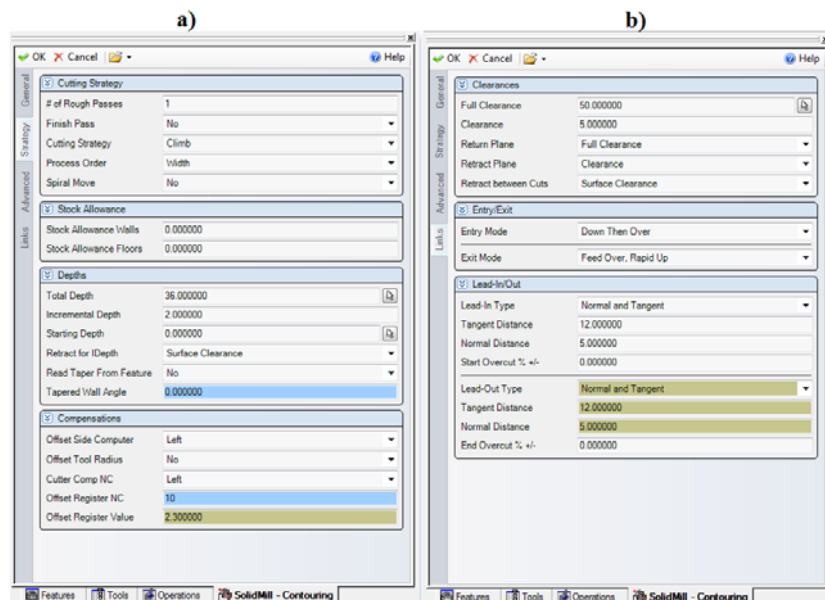 a)
OK Cancel Help
General
Strategy
Advanced
Links
Cutting Strategy
# of Rough Passes 1
Finish Pass No
Cutting Strategy Climb
Process Order Width
Spiral Move No
Stock Allowance
Stock Allowance Walls 0.000000
Stock Allowance Floors 0.000000
Depths
Total Depth 36.000000
Incremental Depth 2.000000
Starting Depth 0.000000
Retract for IDepth Surface Clearance
Read Taper From Feature No
Tapered Wall Angle 0.000000
Compensations
Offset Side Computer Left
Offset Tool Radius No
Cutter Comp NC Left
Offset Register NC 10
Offset Register Value 2.300000
Features Tools Operations SolidMill - Contouring
b)
OK Cancel Help
General
Strategy
Advanced
Links
Clearances
Full Clearance 50.000000
Clearance 5.000000
Return Plane Full Clearance
Retract Plane Clearance
Retract between Cuts Surface Clearance
Entry/Exit
Entry Mode Down Then Over
Exit Mode Feed Over, Rapid Up
Lead-In/Out
Lead-In Type Normal and Tangent
Tangent Distance 12.000000
Normal Distance 5.000000
Start Overcut % +/- 0.000000
Lead-Out Type Normal and Tangent
Tangent Distance 12.000000
Normal Distance 5.000000
End Overcut % +/- 0.000000
Features Tools Operations SolidMill - Contouring